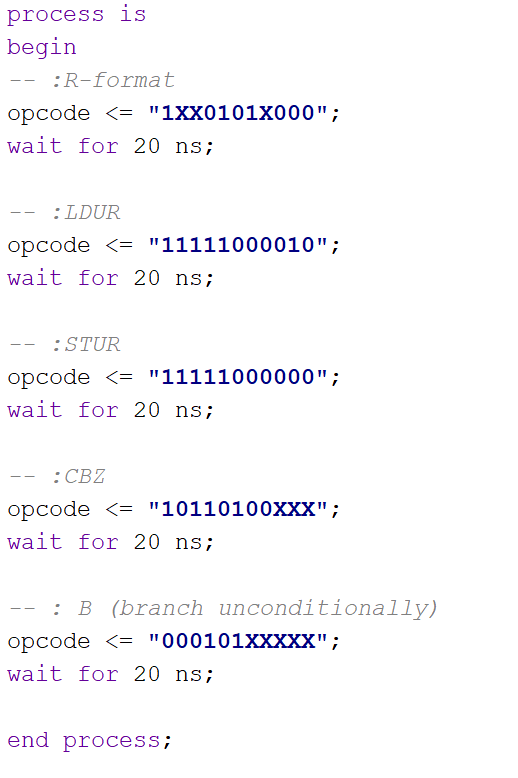 process is
begin
-- :R-format
opcode <= "1XX0101X000";
wait for 20 ns;
-- :LDUR
opcode <= "11111000010";
wait for 20 ns;
-- :STUR
opcode <= "11111000000";
wait for 20 ns;
-- :CBZ
opcode <= "10110100XXX";
wait for 20 ns;
-- : B (branch unconditionally)
opcode <= "000101XXXXX";
wait for 20 ns;
end process;